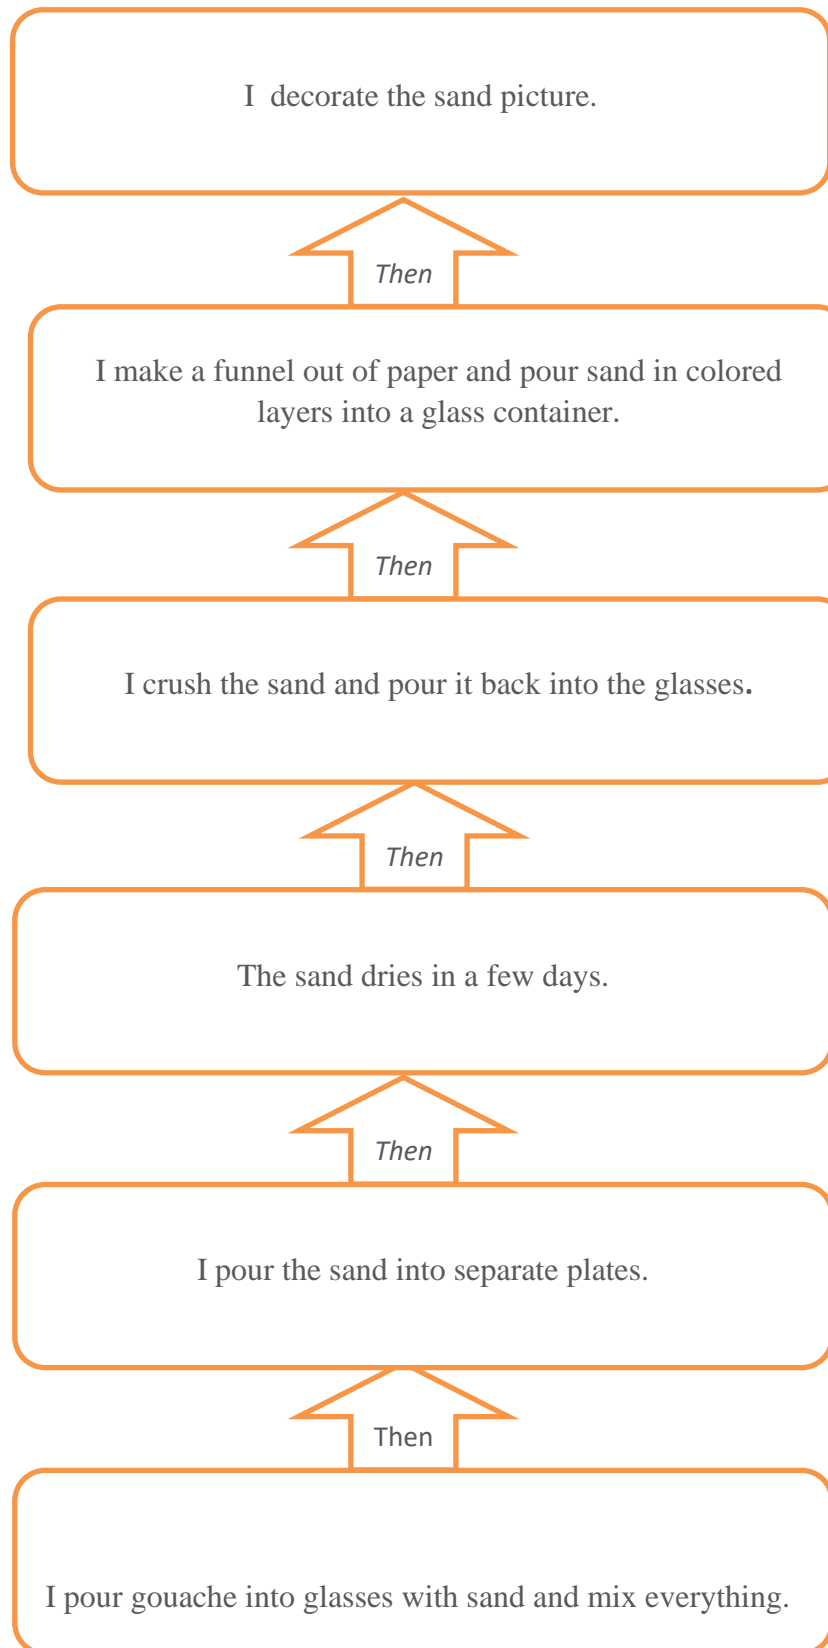 I  decorate the sand picture.
Then
I make a funnel out of paper and pour sand in colored
layers into a glass container.
Then
I crush the sand and pour it back into the glasses.
Then
The sand dries in a few days.
Then
I pour the sand into separate plates.
Then
I pour gouache into glasses with sand and mix everything.